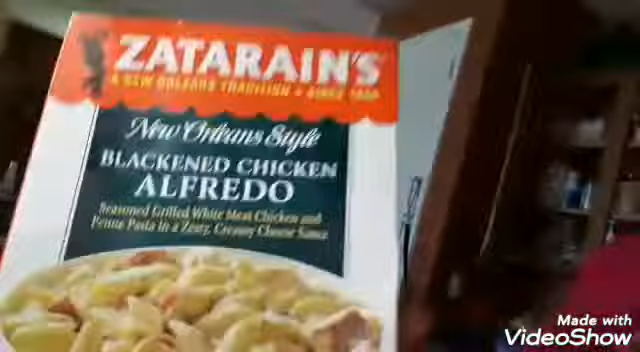 ZATARAIN'S
A NEW ORLEANS TRADITION • SINCE 1889
New Orleans Style
BLACKENED CHICKEN
ALFREDO
Seasoned Grilled White Meat Chicken and
Penne Pasta in a Zesty, Creamy Cheese Sauce
Made with
VideoShow